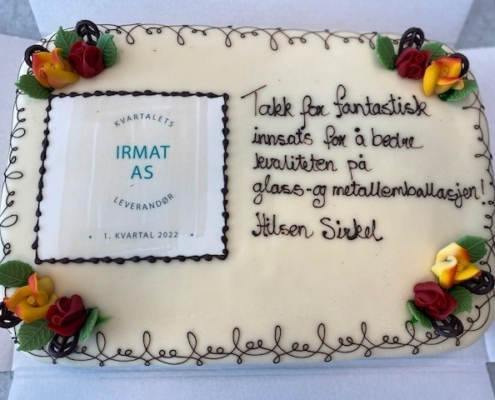 KVARTALETS
IRMAT
AS
LEVERANDØR
1. KVARTAL 2022
Takk for fantastisk
innsats for å bedre
kvaliteten på
glass-og metallemballasjen!
Hilsen Sirkel